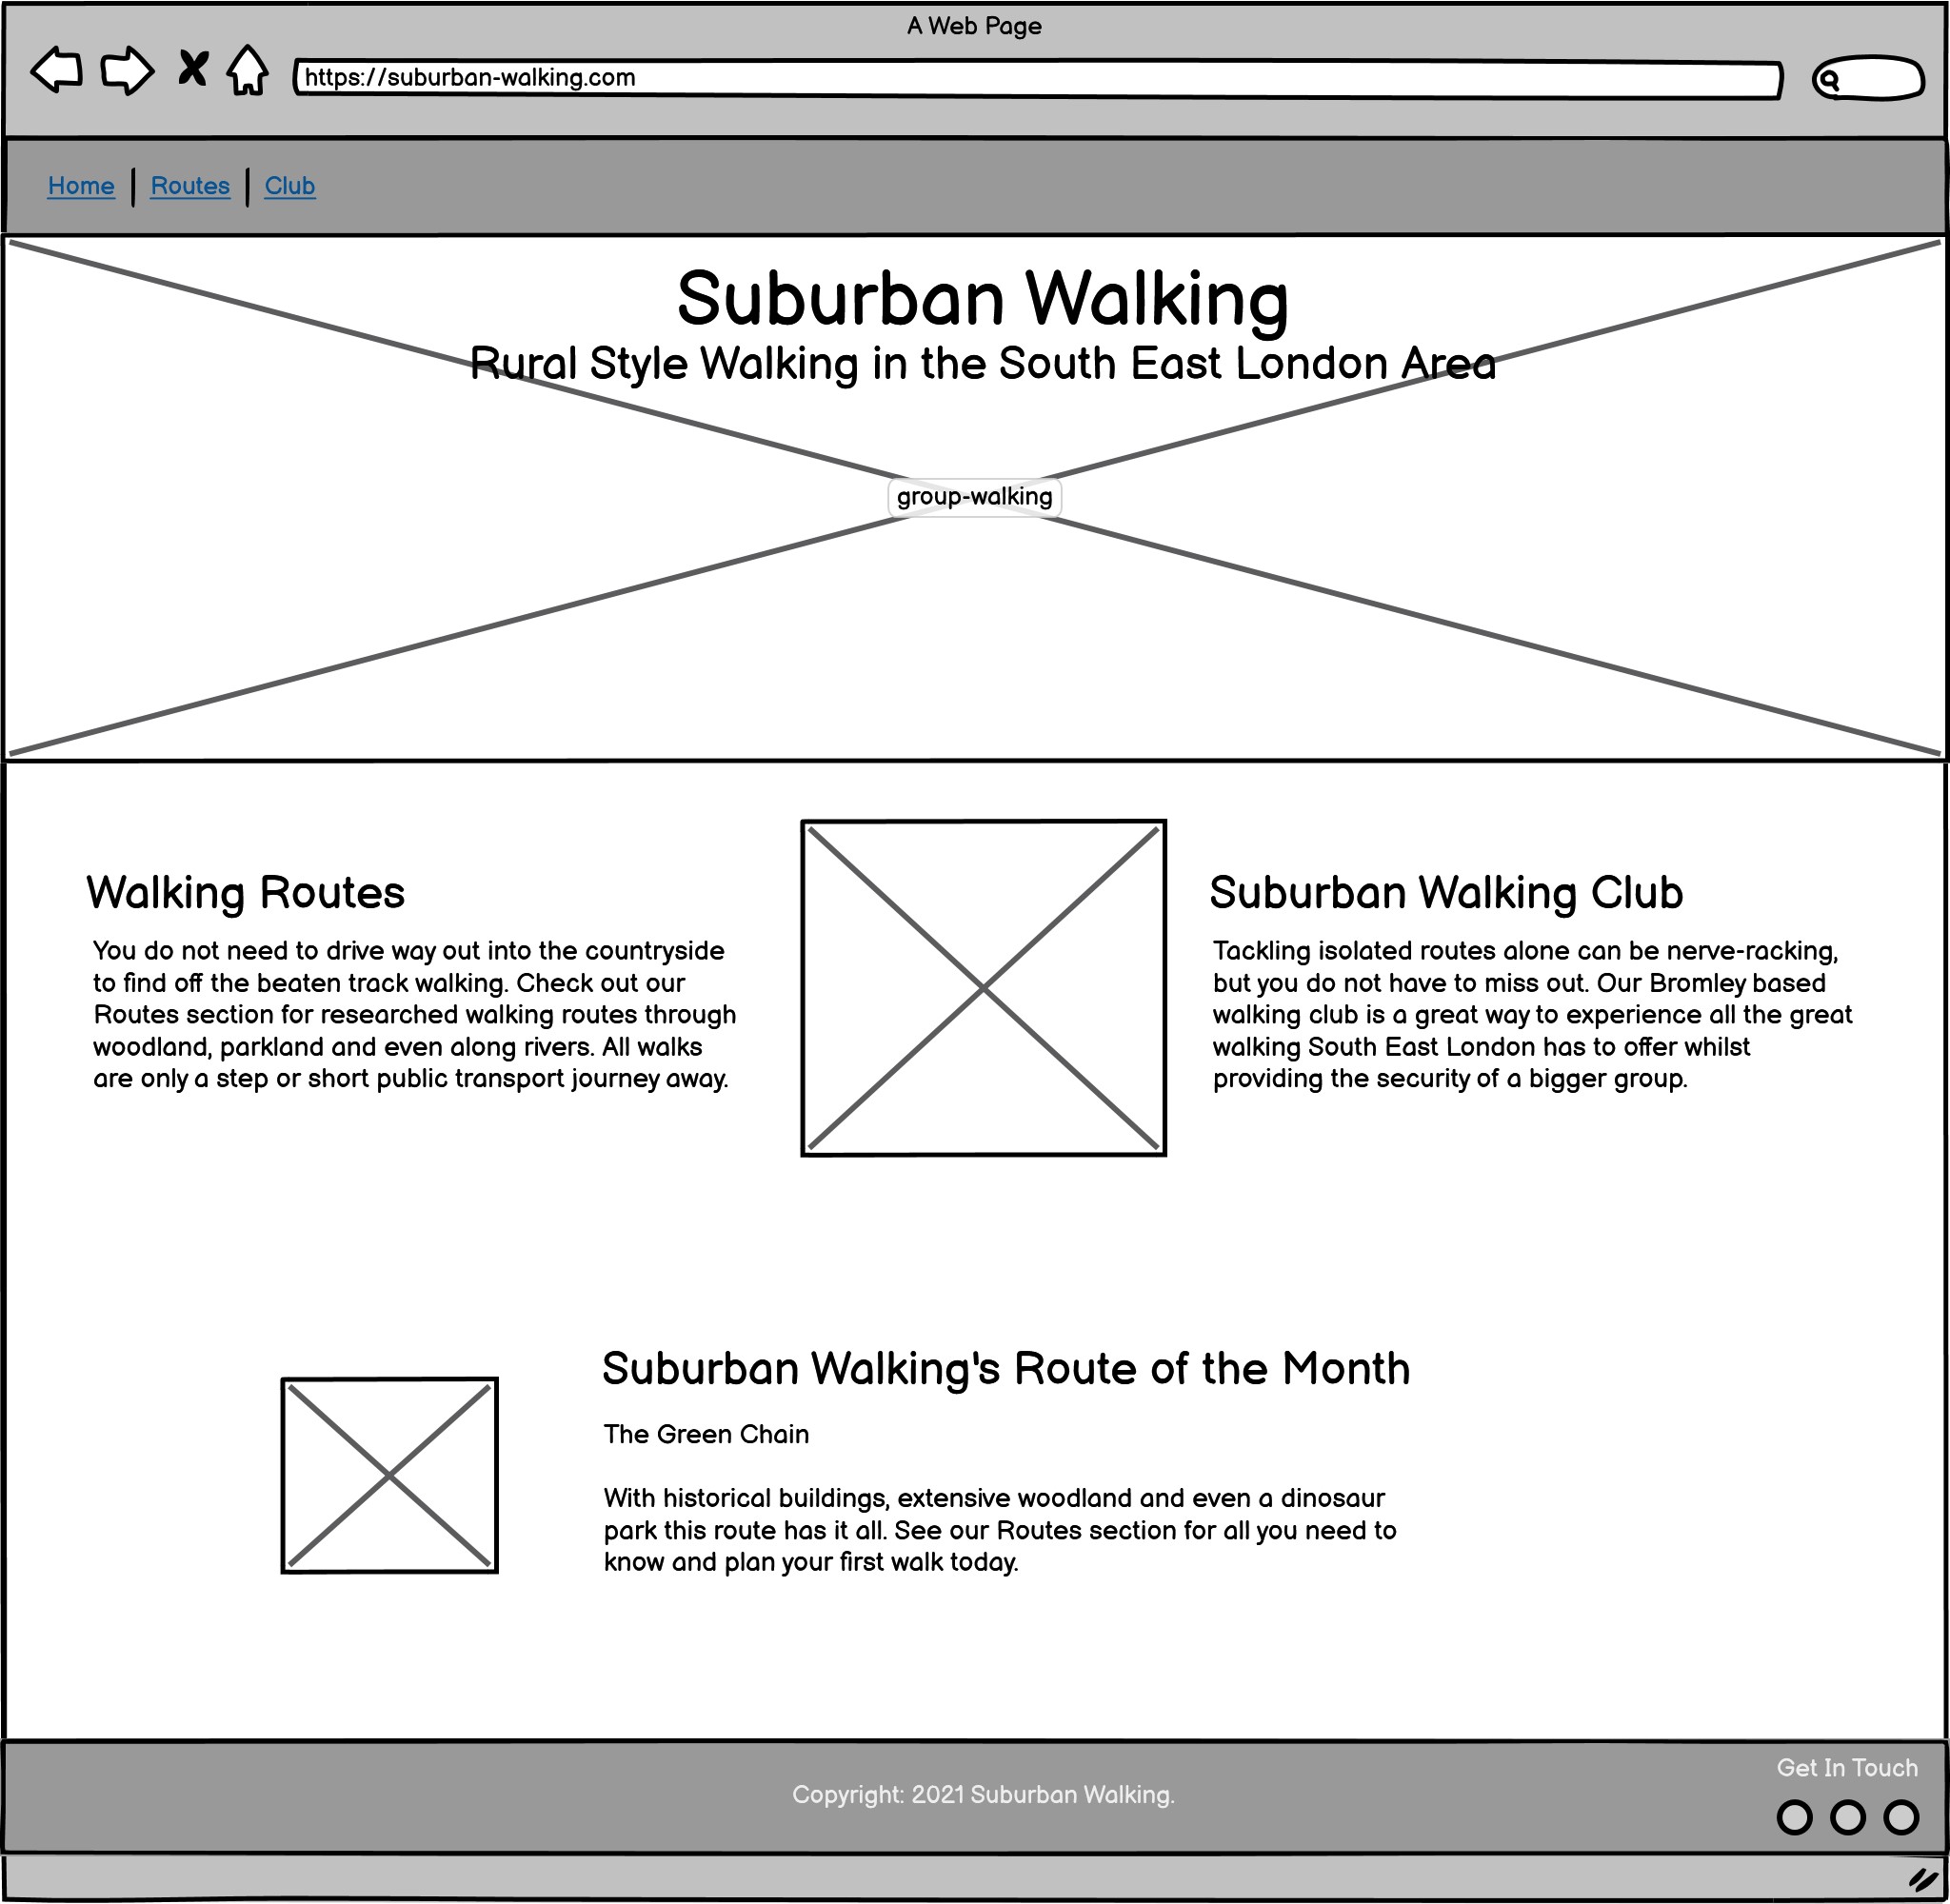 A Web Page
https://suburban-walking.com
Home Routes Club
Suburban Walking
Rural Style Walking in the South East London Area
group-walking
Walking Routes
You do not need to drive way out into the countryside
to find off the beaten track walking. Check out our
Routes section for researched walking routes through
woodland, parkland and even along rivers. All walks
are only a step or short public transport journey away.
Suburban Walking Club
Tackling isolated routes alone can be nerve-racking,
but you do not have to miss out. Our Bromley based
walking club is a great way to experience all the great
walking South East London has to offer whilst
providing the security of a bigger group.
Suburban Walking's Route of the Month
The Green Chain
With historical buildings, extensive woodland and even a dinosaur
park this route has it all. See our Routes section for all you need to
know and plan your first walk today.
Copyright: 2021 Suburban Walking.
Get In Touch